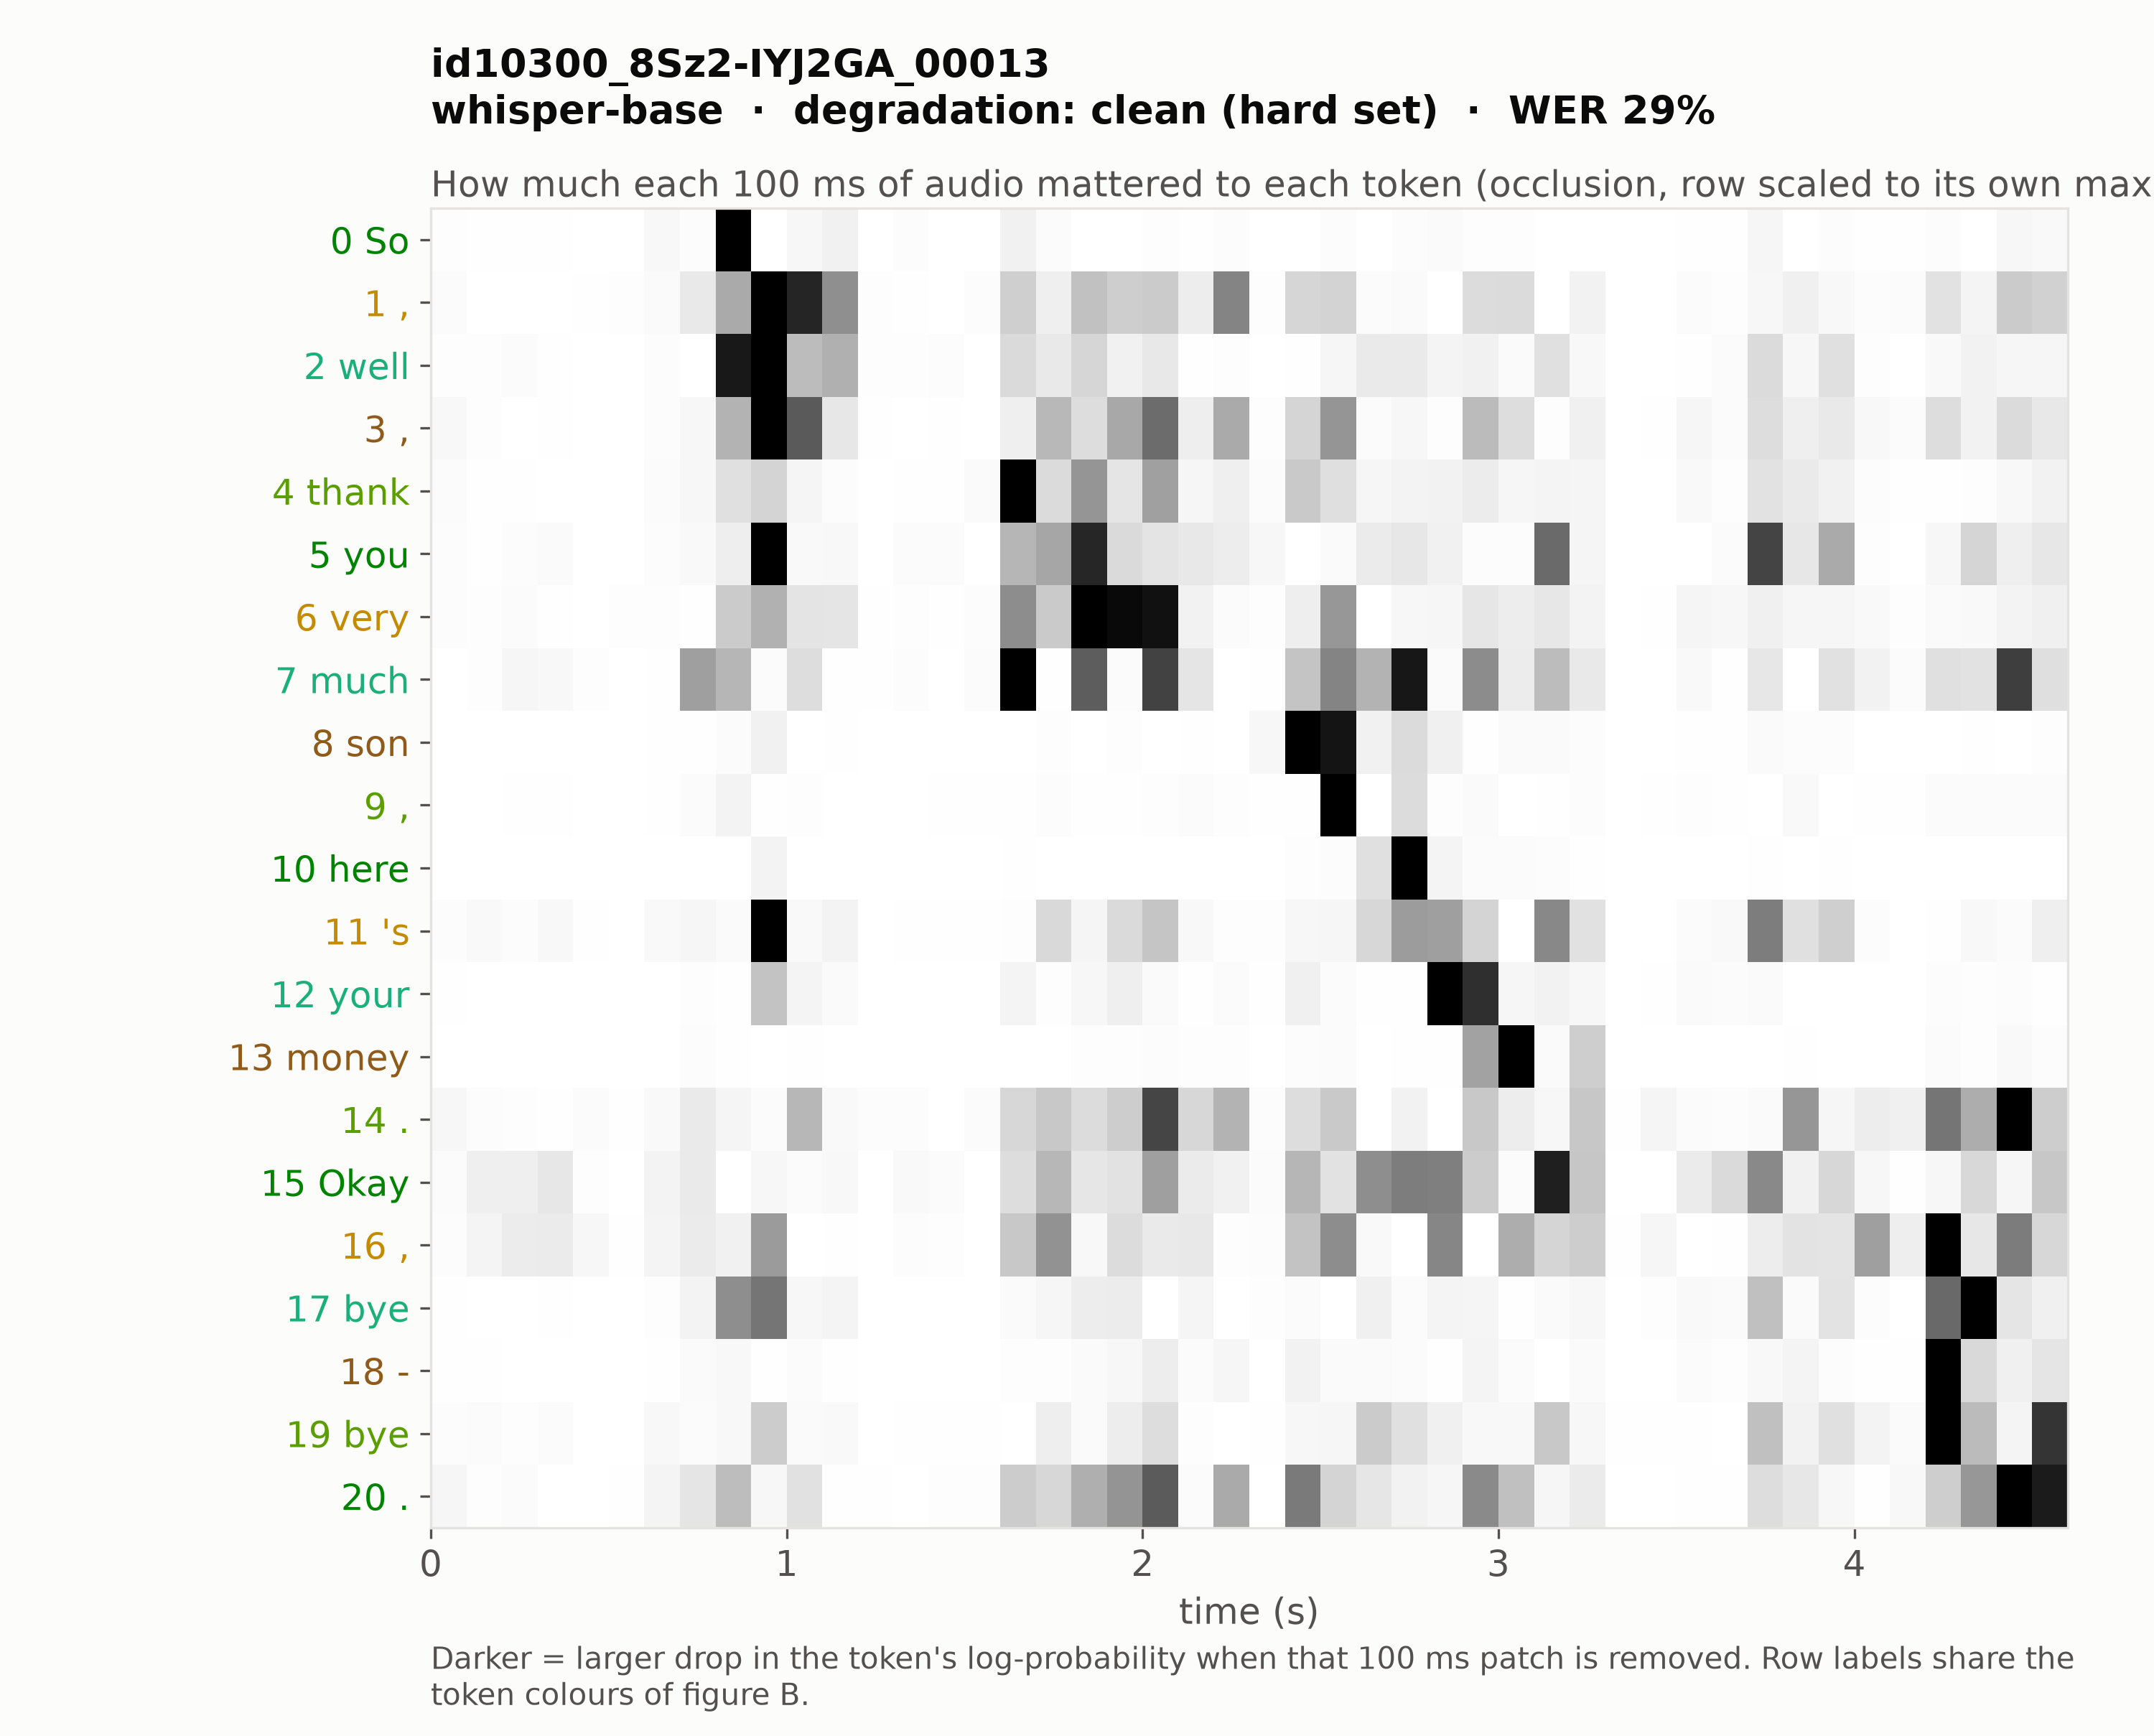 id10300_8Sz2-IYJ2GA_00013
whisper-base · degradation: clean (hard set) · WER 29%
How much each 100 ms of audio mattered to each token (occlusion, row scaled to its own max
0 So
1 ,
2 well
3 ,
4 thank
5 you
6 very
7 much
8 son
9 ,
10 here
11 's
12 your
13 money
14 .
15 Okay
16 ,
17 bye
18 -
19 bye
20 .
0 1 2 3 4
time (s)
Darker = larger drop in the token's log-probability when that 100 ms patch is removed. Row labels share the
token colours of figure B.